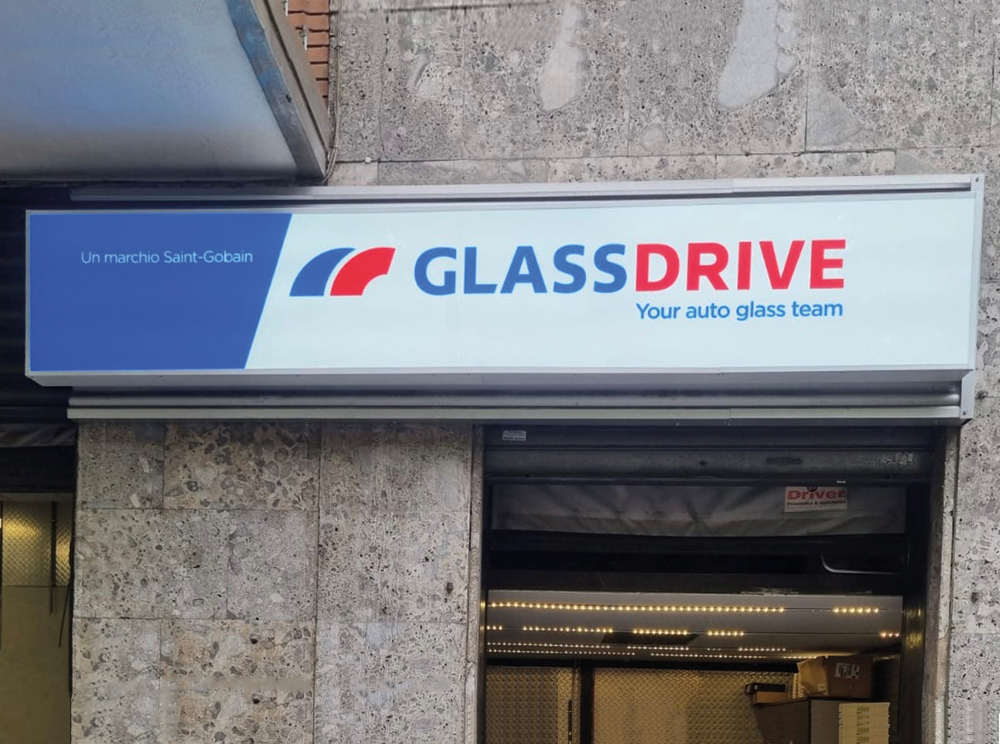 Un marchio Saint-Gobain
GLASSDRIVE
Your auto glass team
Driver